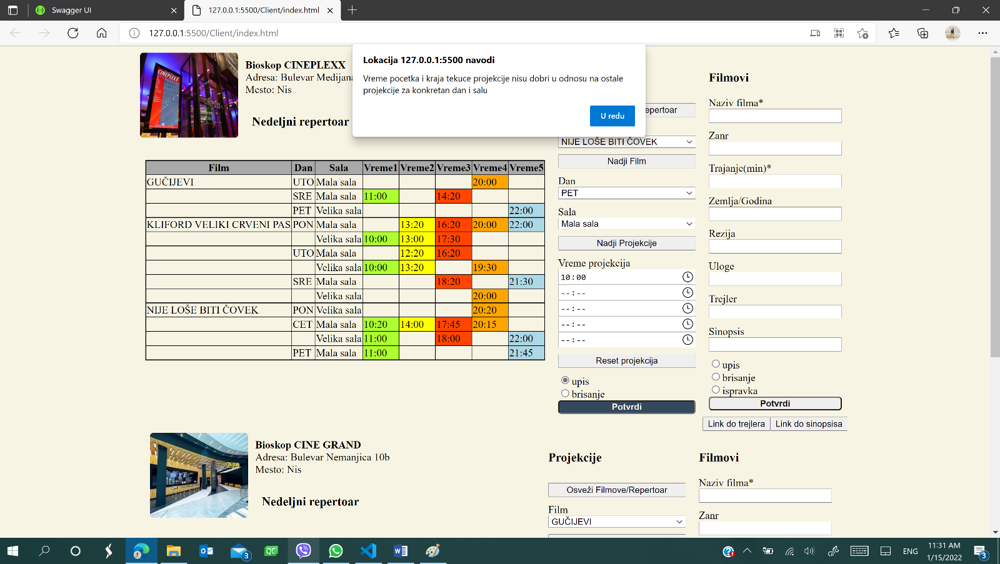 Swagger UI
127.0.0.1:5500/Client/index.html
127.0.0.1:5500/Client/index.html
Lokacija 127.0.0.1:5500 navodi
Vreme pocetka i kraja tekuce projekcije nisu dobri u odnosu na ostale
projekcije za konkretan dan i salu
U redu
CINEPLEXX
Bioskop CINEPLEXX
Adresa: Bulevar Medijana
Mesto: Nis
Nedeljni repertoar
Film Dan Sala Vreme1 Vreme2 Vreme3 Vreme4 Vreme5
GUČIJEVI UTO Mala sala 20:00
SRE Mala sala 11:00 14:20
PET Velika sala 22:00
KLIFORD VELIKI CRVENI PAS PON Mala sala 13:20 16:20 20:00 22:00
Velika sala 10:00 13:00 17:30
UTO Mala sala 12:20 16:20
Velika sala 10:00 13:20 19:30
SRE Mala sala 18:20 21:30
Velika sala 20:00
NIJE LOŠE BITI ČOVEK PON Velika sala 20:20
CET Mala sala 10:20 14:00 17:45 20:15
Velika sala 11:00 18:00 22:00
PET Mala sala 11:00 21:45
epertoar
NIJE LOŠE BITI ČOVEK
Nadji Film
Dan
PET
Sala
Mala sala
Nadji Projekcije
Vreme projekcija
10:00
--:--
--:--
--:--
--:--
Reset projekcija
upis
brisanje
Potvrdi
Filmovi
Naziv filma*
Zanr
Trajanje(min)*
Zemlja/Godina
Rezija
Uloge
Trejler
Sinopsis
upis
brisanje
ispravka
Potvrdi
Link do trejlera Link do sinopsisa
CINE GRAND
Bioskop CINE GRAND
Adresa: Bulevar Nemanjica 10b
Mesto: Nis
Nedeljni repertoar
Projekcije
Osveži Filmove/Repertoar
Film
GUČIJEVI
Filmovi
Naziv filma*
Zanr
3
QC
ENG
11:31 AM
1/15/2022
3